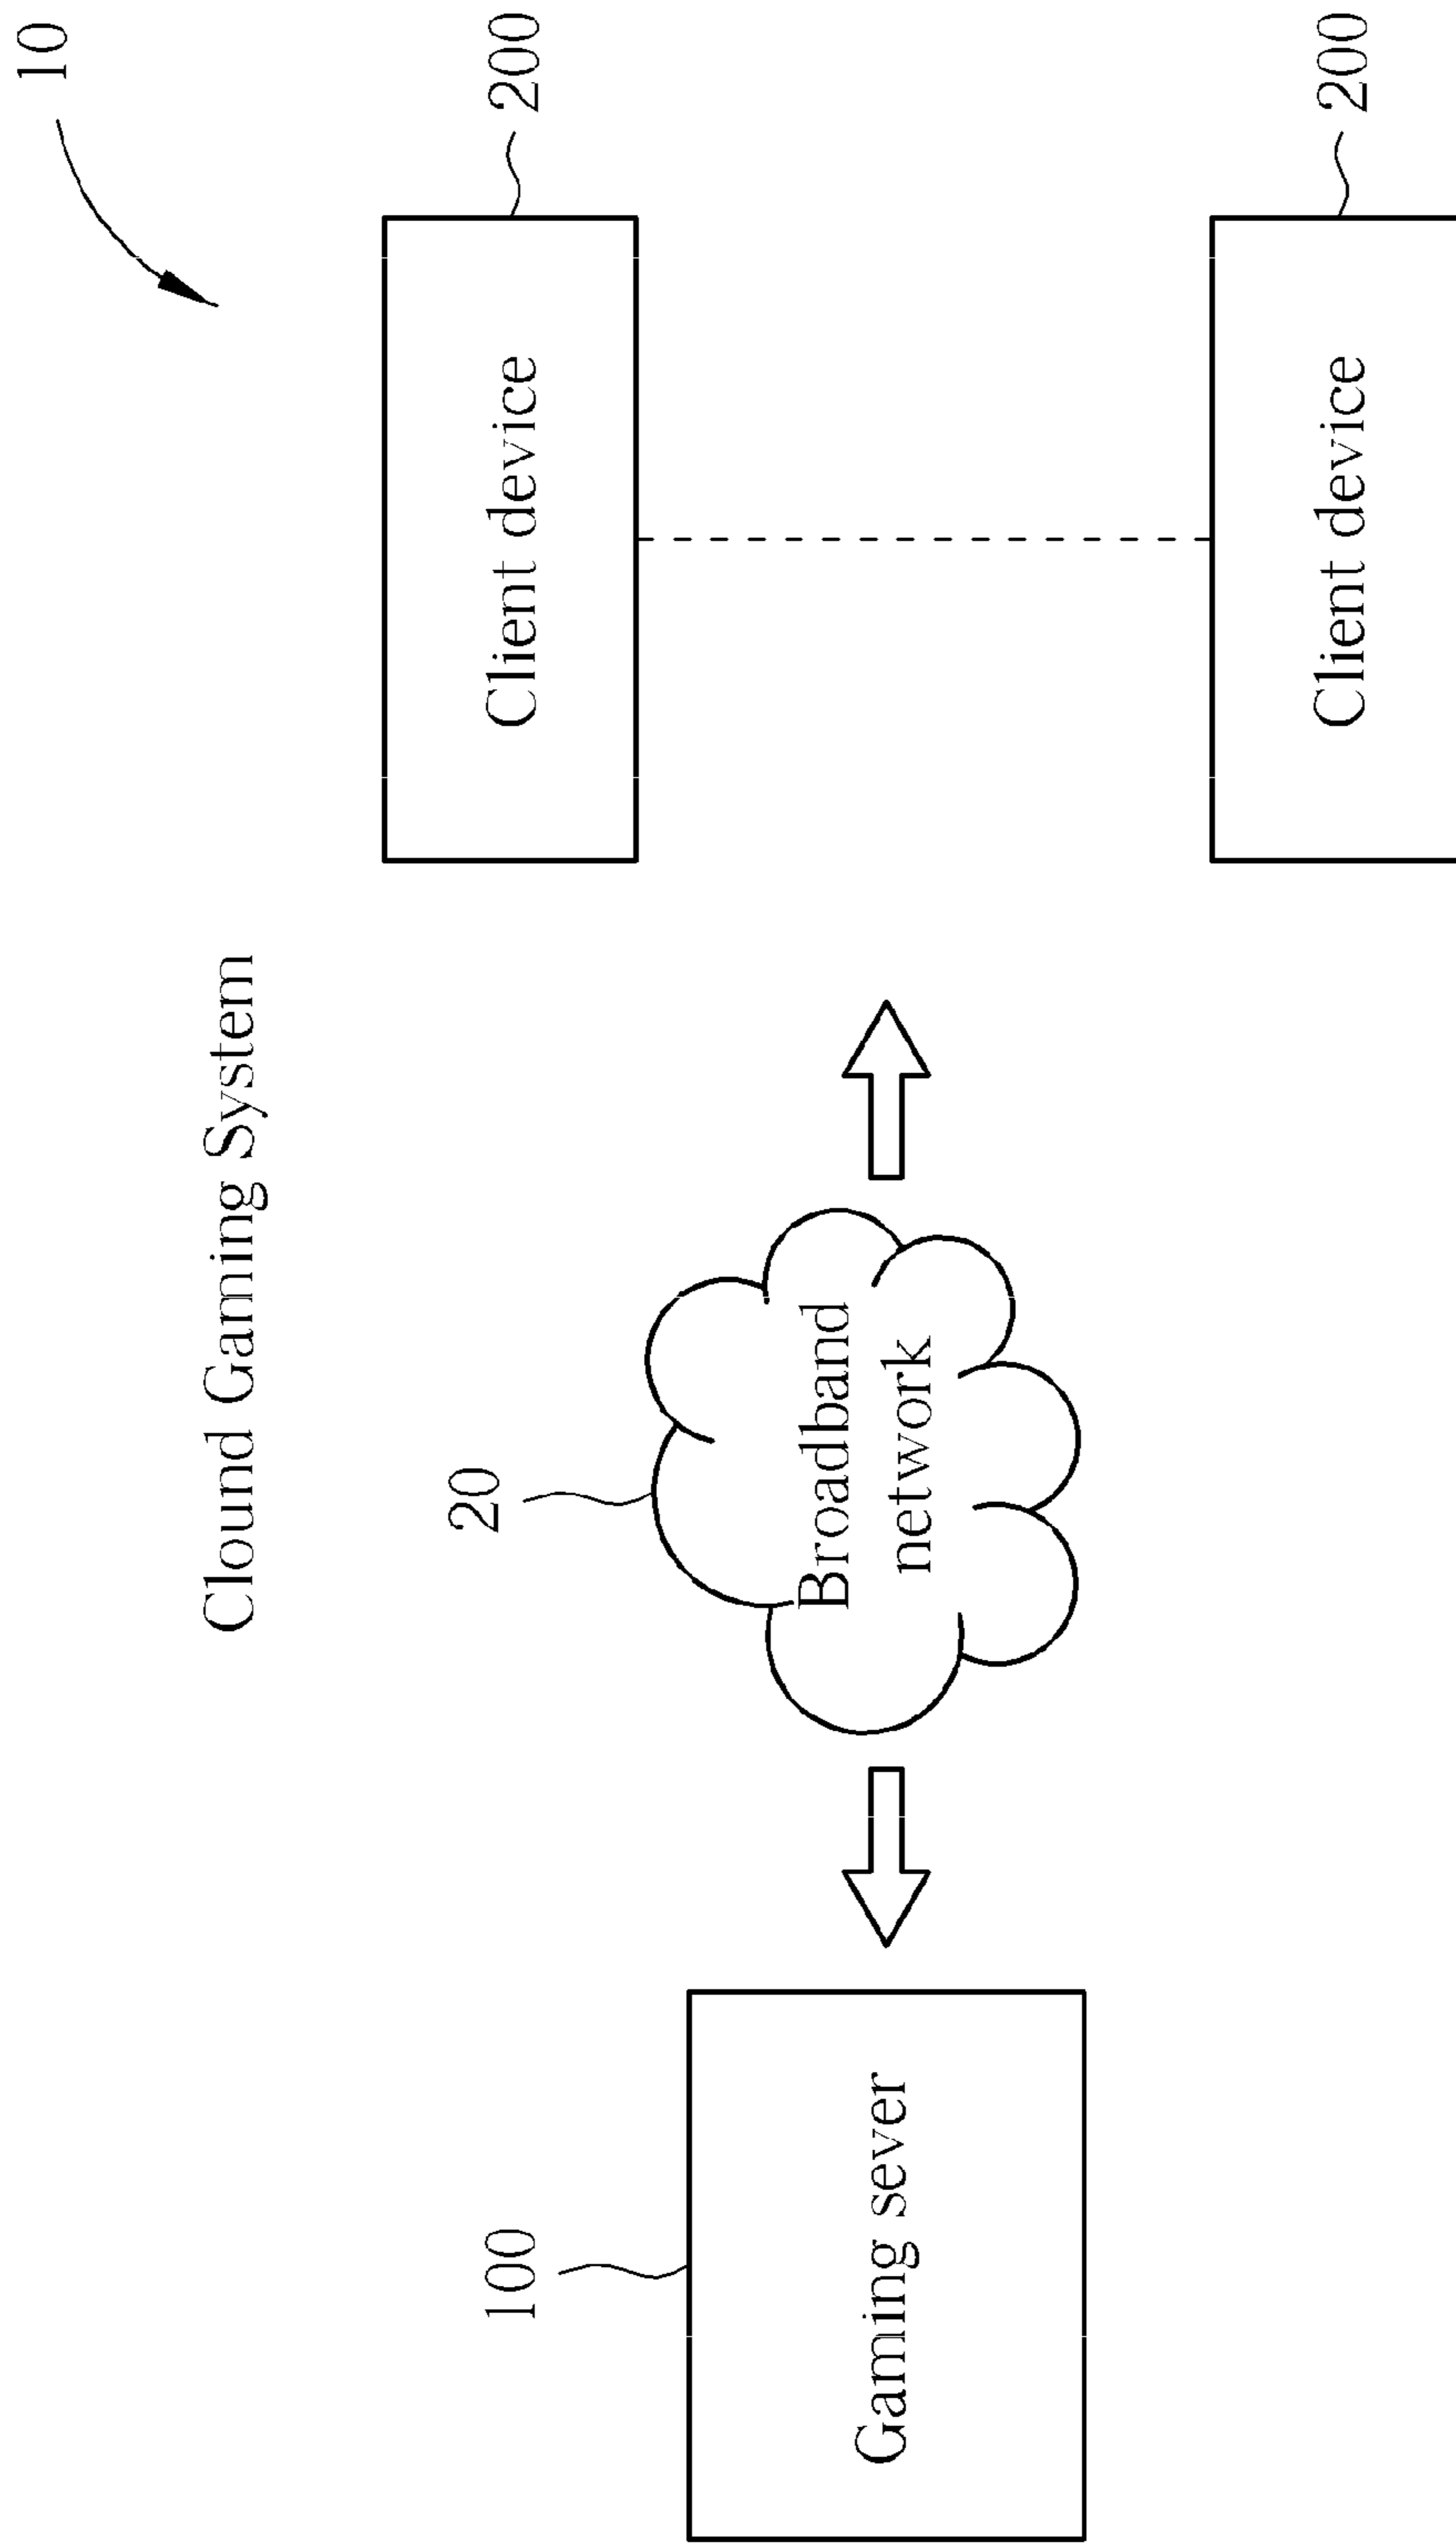 10
Clound Gaming System
Client device
200
20
Broadband
network
100
Gaming sever
Client device
200